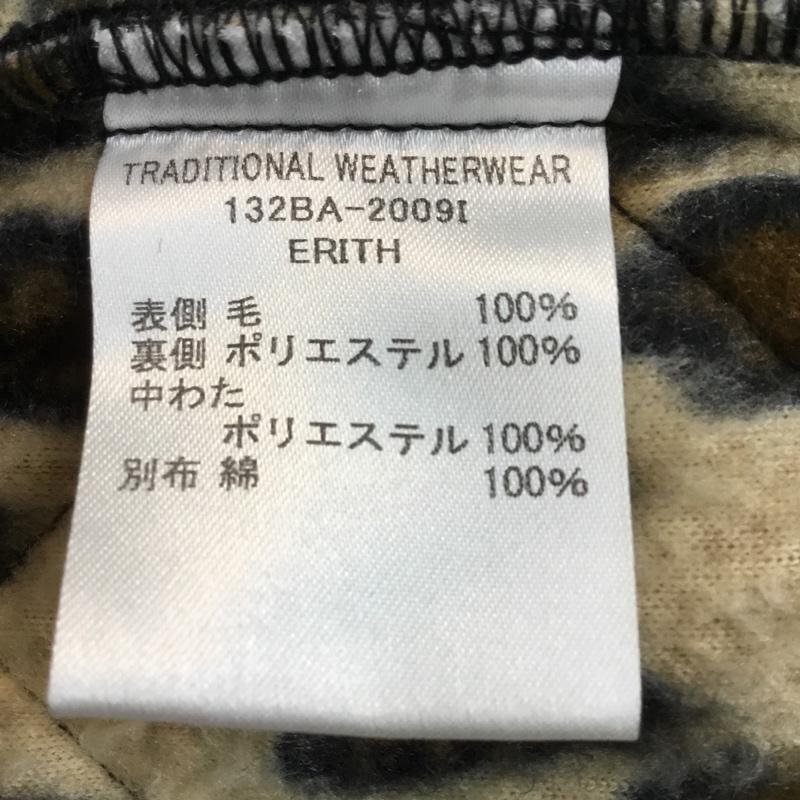 TRADITIONAL WEATHERWEAR
132BA-2009I
ERITH
表側 毛 100%
裏側 ポリエステル 100%
中わた
ポリエステル 100%
別布 綿 100%